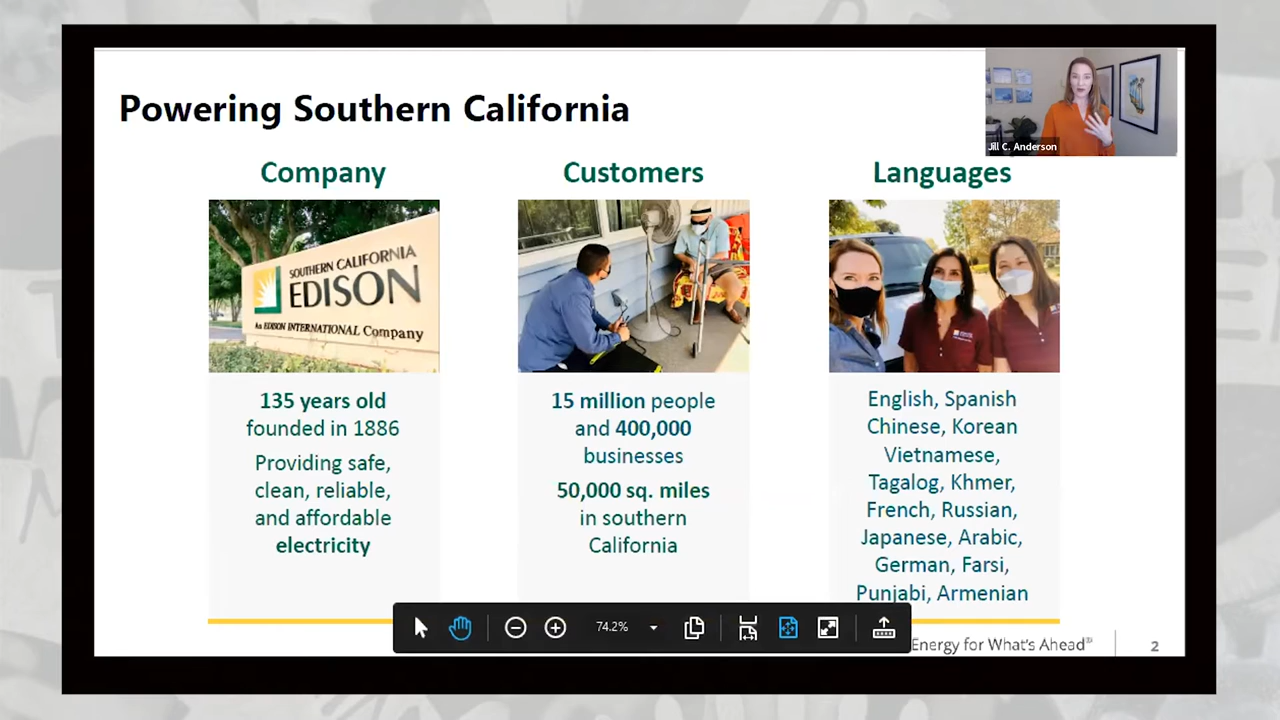 Powering Southern California
Jill C. Anderson
Company
Customers
Languages
SOUTHERN CALIFORNIA
EDISON
An EDISON INTERNATIONAL Company
135 years old
founded in 1886
Providing safe,
clean, reliable,
and affordable
electricity
15 million people
and 400,000
businesses
50,000 sq. miles
in southern
California
English, Spanish
Chinese, Korean
Vietnamese,
Tagalog, Khmer,
French, Russian,
Japanese, Arabic,
German, Farsi,
Punjabi, Armenian
74.2%
Energy for What's Ahead®
2